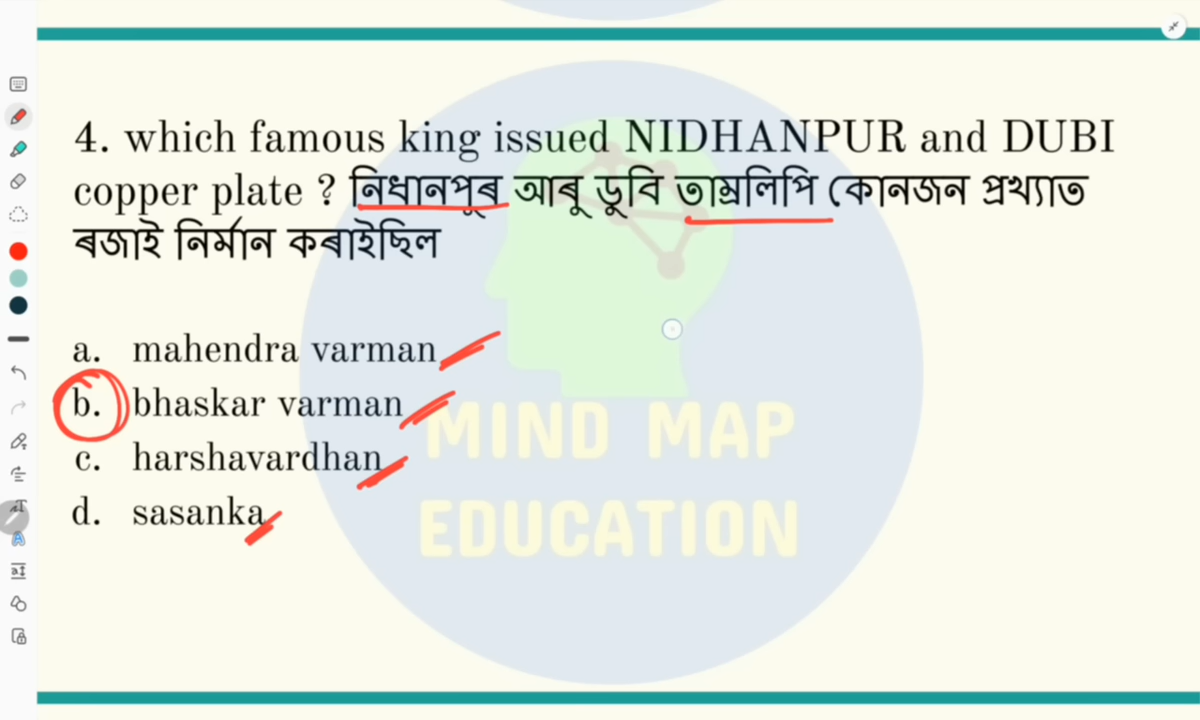 4. which famous king issued NIDHANPUR and DUBI
copper plate ? নিধানপুৰ আৰু ডুবি তাম্ৰলিপি কোনজন প্ৰখ্যাত
ৰজাই নিৰ্মান কৰাইছিল
a. mahendra varman
b. bhaskar varman
c. harshavardhan
d. sasanka
MIND MAP
EDUCATION